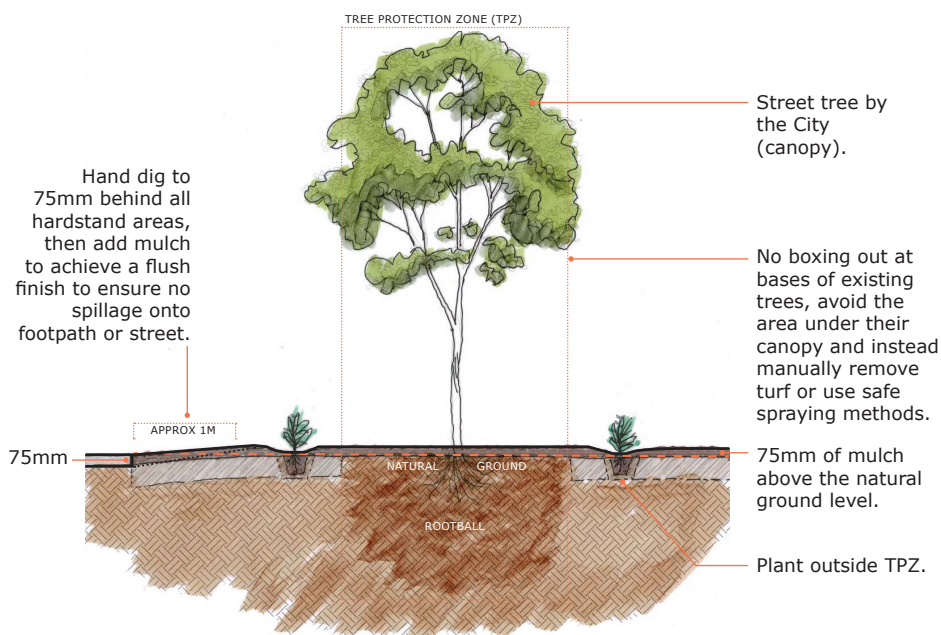 TREE PROTECTION ZONE (TPZ)
Street tree by
the City
(canopy).
Hand dig to
75mm behind all
hardstand areas,
then add mulch
to achieve a flush
finish to ensure no
spillage onto
footpath or street.
No boxing out at
bases of existing
trees, avoid the
area under their
canopy and instead
manually remove
turf or use safe
spraying methods.
APPROX 1M
75mm
75mm of mulch
above the natural
ground level.
NATURAL GROUND
ROOTBALL
Plant outside TPZ.